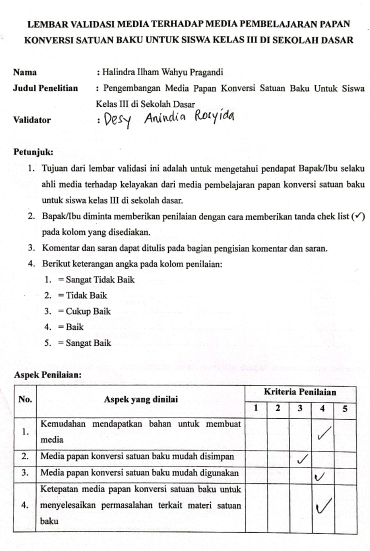 LEMBAR VALIDASI MEDIA TERHADAP MEDIA PEMBELAJARAN PAPAN
KONVERSI SATUAN BAKU UNTUK SISWA KELAS III DI SEKOLAH DASAR
Nama : Halindra Ilham Wahyu Pragandi
Judul Penelitian : Pengembangan Media Papan Konversi Satuan Baku Untuk Siswa
Kelas III di Sekolah Dasar
Validator : Desy Anindia Rosyida
Petunjuk:
1. Tujuan dari lembar validasi ini adalah untuk mengetahui pendapat Bapak/Ibu selaku
ahli media terhadap kelayakan dari media pembelajaran papan konversi satuan baku
untuk siswa kelas III di sekolah dasar.
2. Bapak/Ibu diminta memberikan penilaian dengan cara memberikan tanda chek list (✓)
pada kolom yang disediakan.
3. Komentar dan saran dapat ditulis pada bagian pengisian komentar dan saran.
4. Berikut keterangan angka pada kolom penilaian:
1. = Sangat Tidak Baik
2. = Tidak Baik
3. = Cukup Baik
4. = Baik
5. = Sangat Baik
Aspek Penilaian:
No. Aspek yang dinilai Kriteria Penilaian
1 2 3 4 5
1. Kemudahan mendapatkan bahan untuk membuat
media ✓
2. Media papan konversi satuan baku mudah disimpan ✓
3. Media papan konversi satuan baku mudah digunakan ✓
4. Ketepatan media papan konversi satuan baku untuk
menyelesaikan permasalahan terkait materi satuan
baku ✓